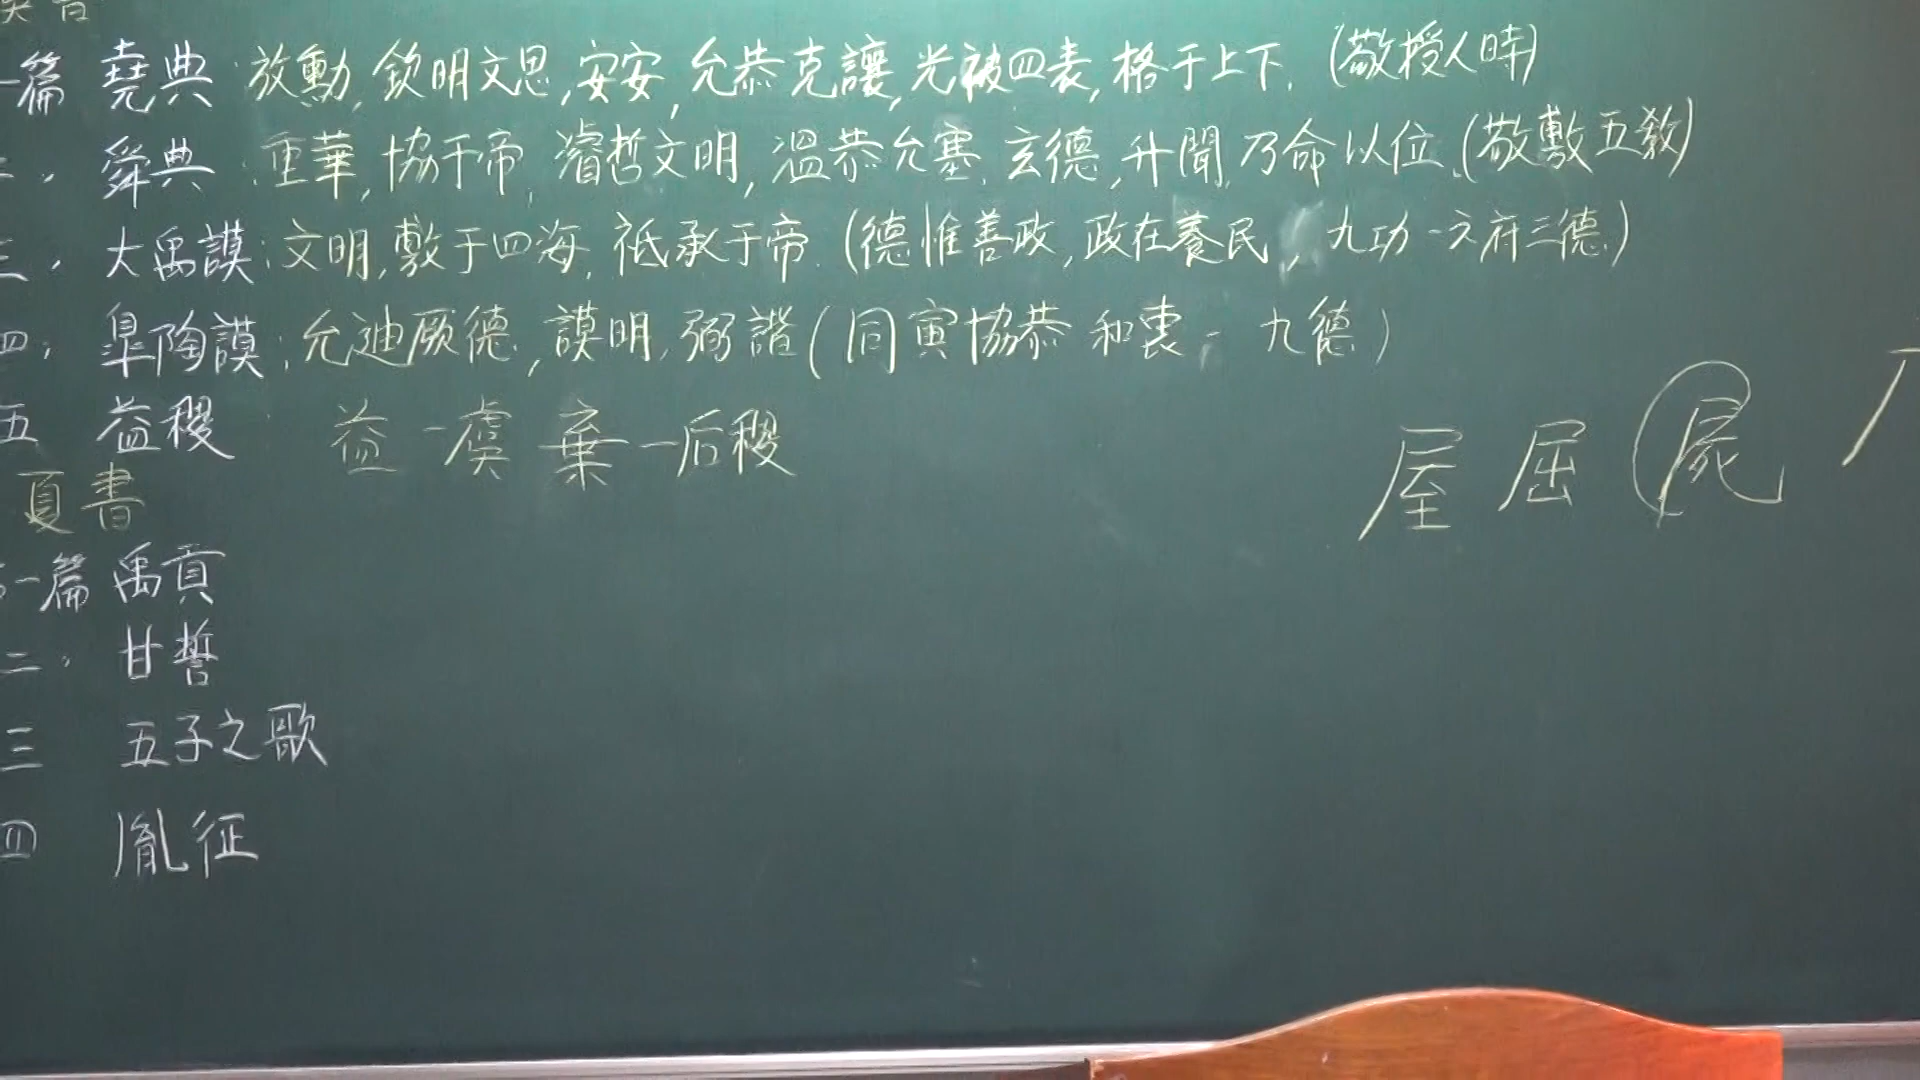 一篇 堯典:放勳,欽明文思,安安,允恭克讓,光被四表,格于上下.(敬授人時)
二, 舜典:重華,協于帝,濬哲文明,溫恭允塞.玄德,升聞,乃命以位.(敬敷五教)
三, 大禹謨:文明,敷于四海,祗承于帝.(德惟善政,政在養民,九功-六府三德)
四, 皐陶謨:允迪厥德,謨明,弼諧(同寅協恭和衷-九德)
五 益稷 益-虞 棄-后稷
屋 屈 屍
夏書
一篇 禹貢
二, 甘誓
三 五子之歌
四 胤征